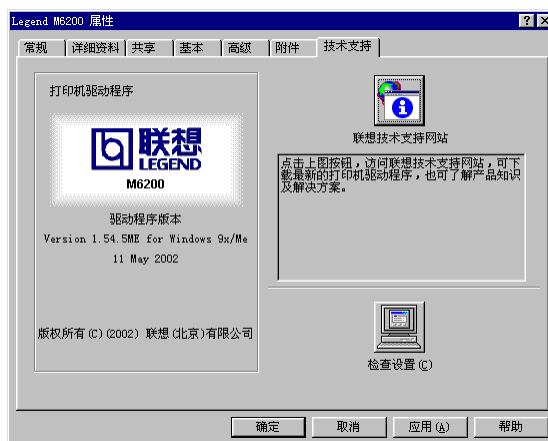 Legend M6200 属性
常规 详细资料 共享 基本 高级 附件 技术支持
打印机驱动程序
联想
LEGEND
M6200
驱动程序版本
Version 1.54.5ME for Windows 9x/Me
11 May 2002
版权所有 (C) (2002) 联想 (北京) 有限公司
联想技术支持网站
点击上图按钮，访问联想技术支持网站，可下
载最新的打印机驱动程序，也可了解产品知识
及解决方案。
检查设置 (C)
确定 取消 应用 (A) 帮助